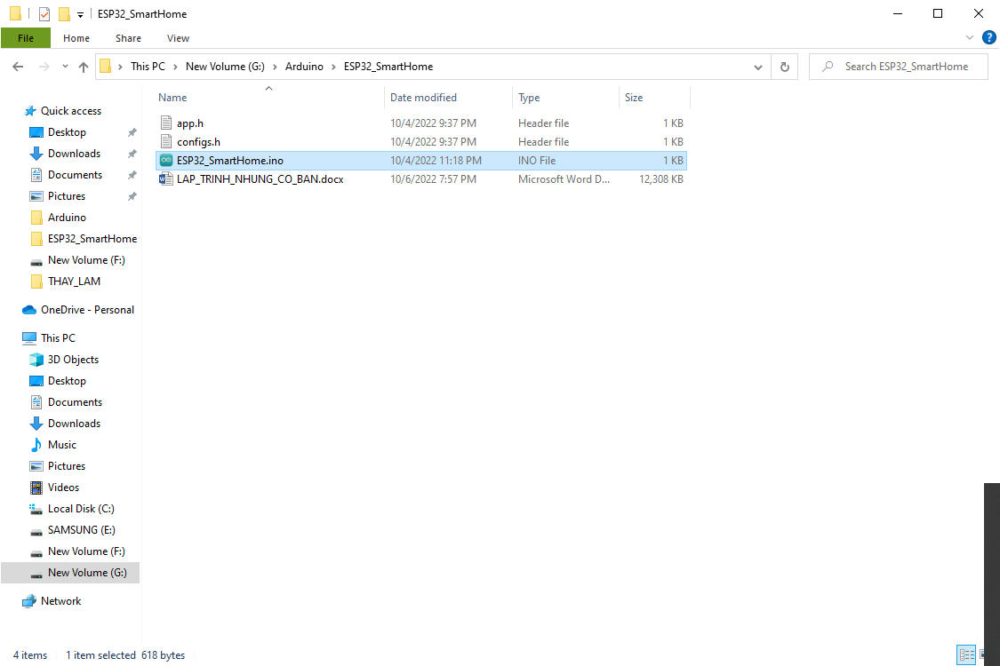 ESP32_SmartHome
File Home Share View
This PC New Volume (G:) Arduino ESP32_SmartHome
Search ESP32_SmartHome
Name Date modified Type Size
app.h 10/4/2022 9:37 PM Header file 1 KB
configs.h 10/4/2022 9:37 PM Header file 1 KB
ESP32_SmartHome.ino 10/4/2022 11:18 PM INO File 1 KB
LAP_TRINH_NHUNG_CO_BAN.docx 10/6/2022 7:57 PM Microsoft Word D... 12,308 KB
Quick access
Desktop
Downloads
Documents
Pictures
Arduino
ESP32_SmartHome
New Volume (F:)
THAY_LAM
OneDrive - Personal
This PC
3D Objects
Desktop
Documents
Downloads
Music
Pictures
Videos
Local Disk (C:)
SAMSUNG (E:)
New Volume (F:)
New Volume (G:)
Network
4 items 1 item selected 618 bytes